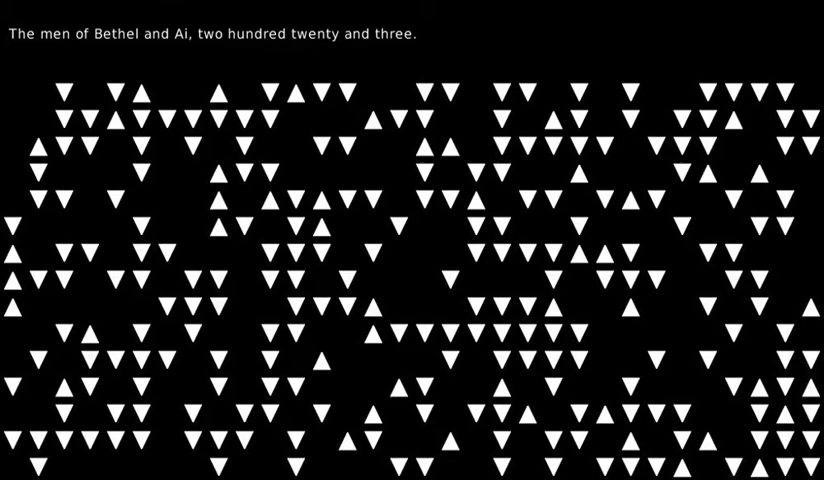 The men of Bethel and Ai, two hundred twenty and three.